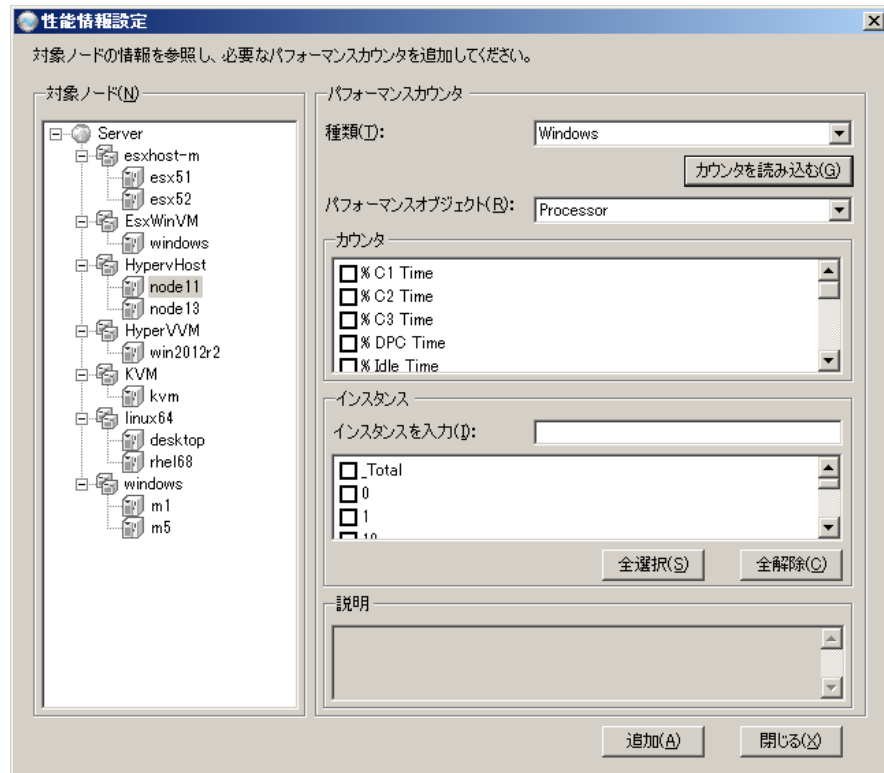 性能情報設定
対象ノードの情報を参照し、必要なパフォーマンスカウンタを追加してください。
対象ノード(N)
Server
esxhost-m
esx51
esx52
EsxWinVM
windows
HypervHost
node11
node13
HyperVVM
win2012r2
KVM
kvm
linux64
desktop
rhel68
windows
m1
m5
パフォーマンスカウンタ
種類(T):
Windows
カウンタを読み込む(G)
パフォーマンスオブジェクト(R):
Processor
カウンタ
% C1 Time
% C2 Time
% C3 Time
% DPC Time
% Idle Time
インスタンス
インスタンスを入力(I):
_Total
0
1
10
全選択(S)
全解除(C)
説明
追加(A)
閉じる(X)